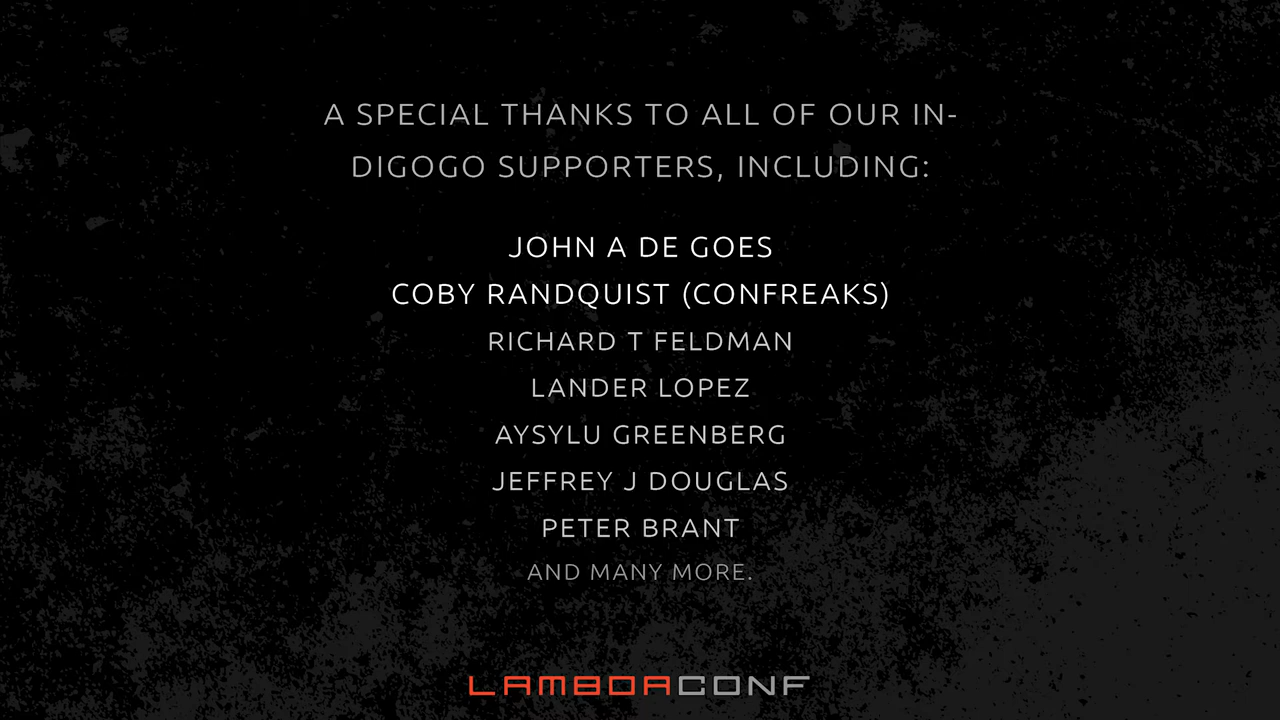 A SPECIAL THANKS TO ALL OF OUR IN-
DIGOGO SUPPORTERS, INCLUDING:
JOHN A DE GOES
COBY RANDQUIST (CONFREAKS)
RICHARD T FELDMAN
LANDER LOPEZ
AYSYLU GREENBERG
JEFFREY J DOUGLAS
PETER BRANT
AND MANY MORE.
LAMBDACONF